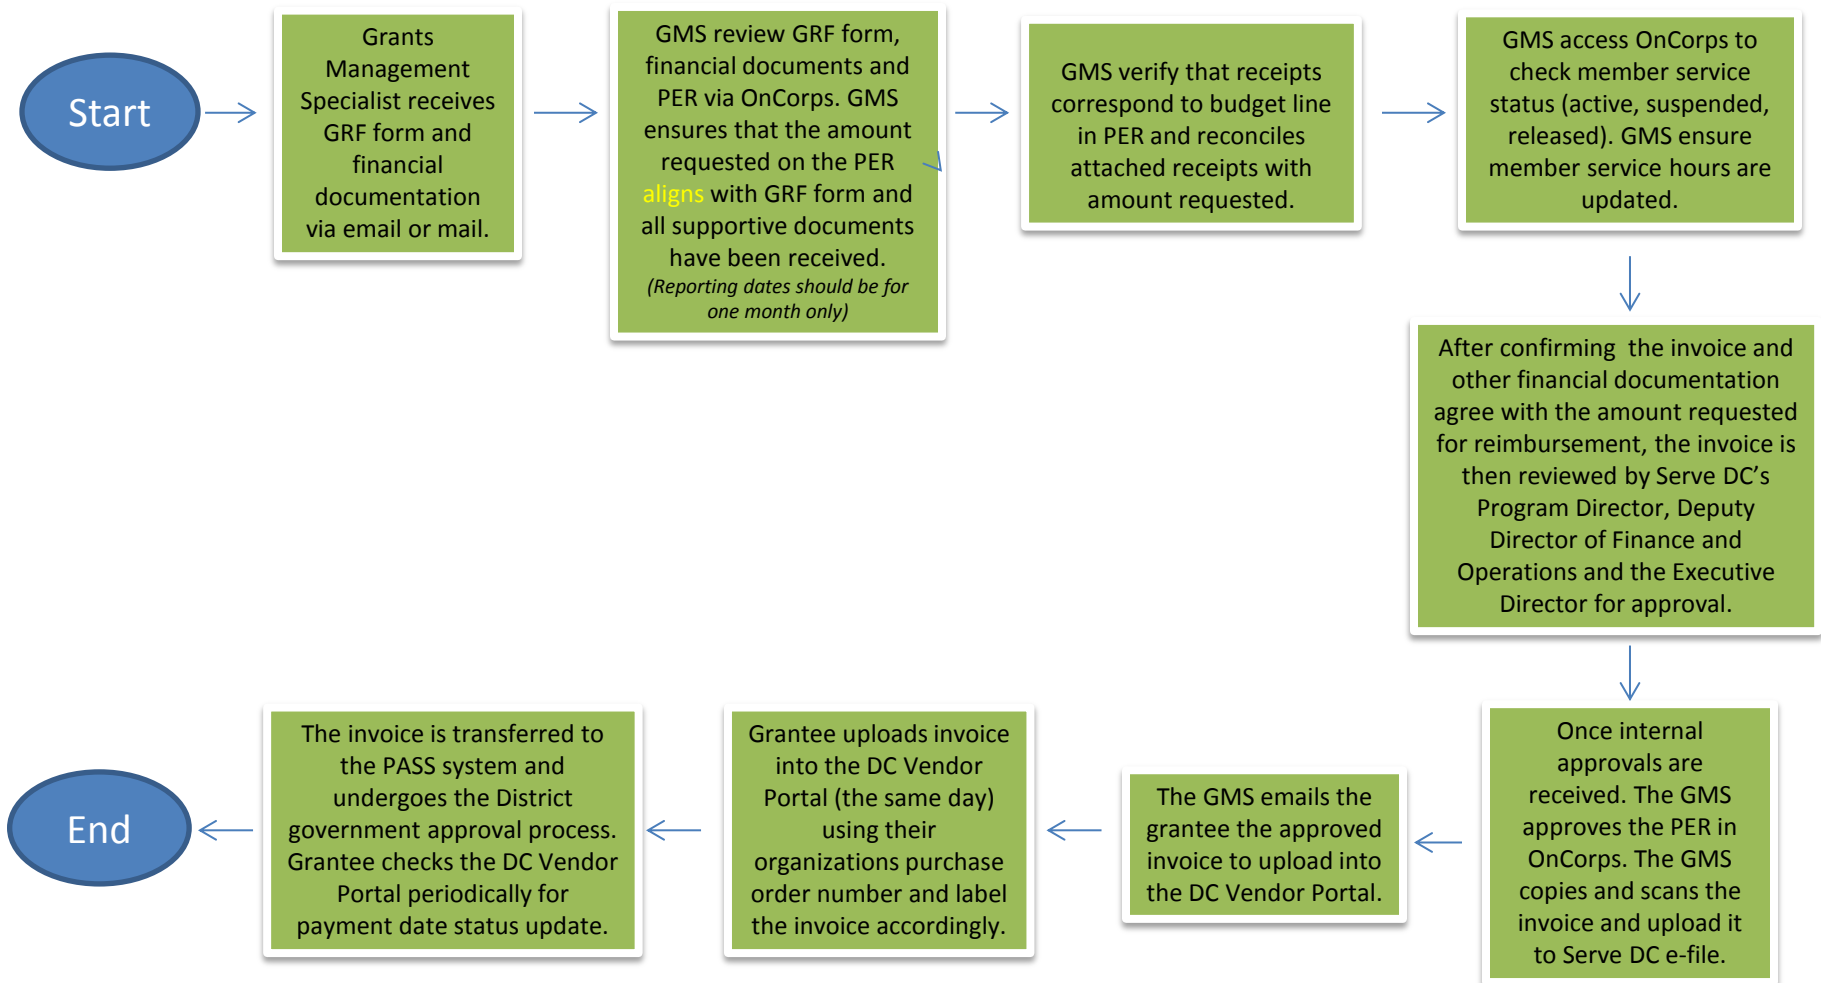 Start
Grants
Management
Specialist receives
GRF form and
financial
documentation
via email or mail.
GMS review GRF form,
financial documents and
PER via OnCorps. GMS
ensures that the amount
requested on the PER
aligns with GRF form and
all supportive documents
have been received.
(Reporting dates should be for
one month only)
GMS verify that receipts
correspond to budget line
in PER and reconciles
attached receipts with
amount requested.
GMS access OnCorps to
check member service
status (active, suspended,
released). GMS ensure
member service hours are
updated.
After confirming  the invoice and
other financial documentation
agree with the amount requested
for reimbursement, the invoice is
then reviewed by Serve DC’s
Program Director, Deputy
Director of Finance and
Operations and the Executive
Director for approval.
Once internal
approvals are
received. The GMS
approves the PER in
OnCorps. The GMS
copies and scans the
invoice and upload it
to Serve DC e-file.
The GMS emails the
grantee the approved
invoice to upload into
the DC Vendor Portal.
Grantee uploads invoice
into the DC Vendor
Portal (the same day)
using their
organizations purchase
order number and label
the invoice accordingly.
The invoice is transferred to
the PASS system and
undergoes the District
government approval process.
Grantee checks the DC Vendor
Portal periodically for
payment date status update.
End